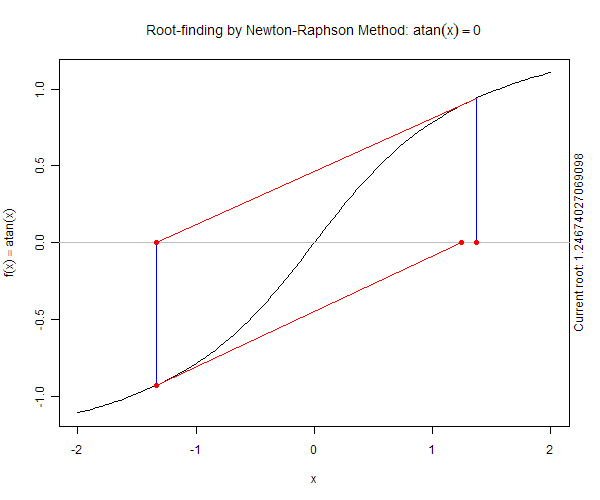 Root-finding by Newton-Raphson Method: atan(x) = 0
f(x) = atan(x)
1.0
0.5
0.0
-0.5
-1.0
-2
-1
0
1
2
x
Current root: 1.24674027069098